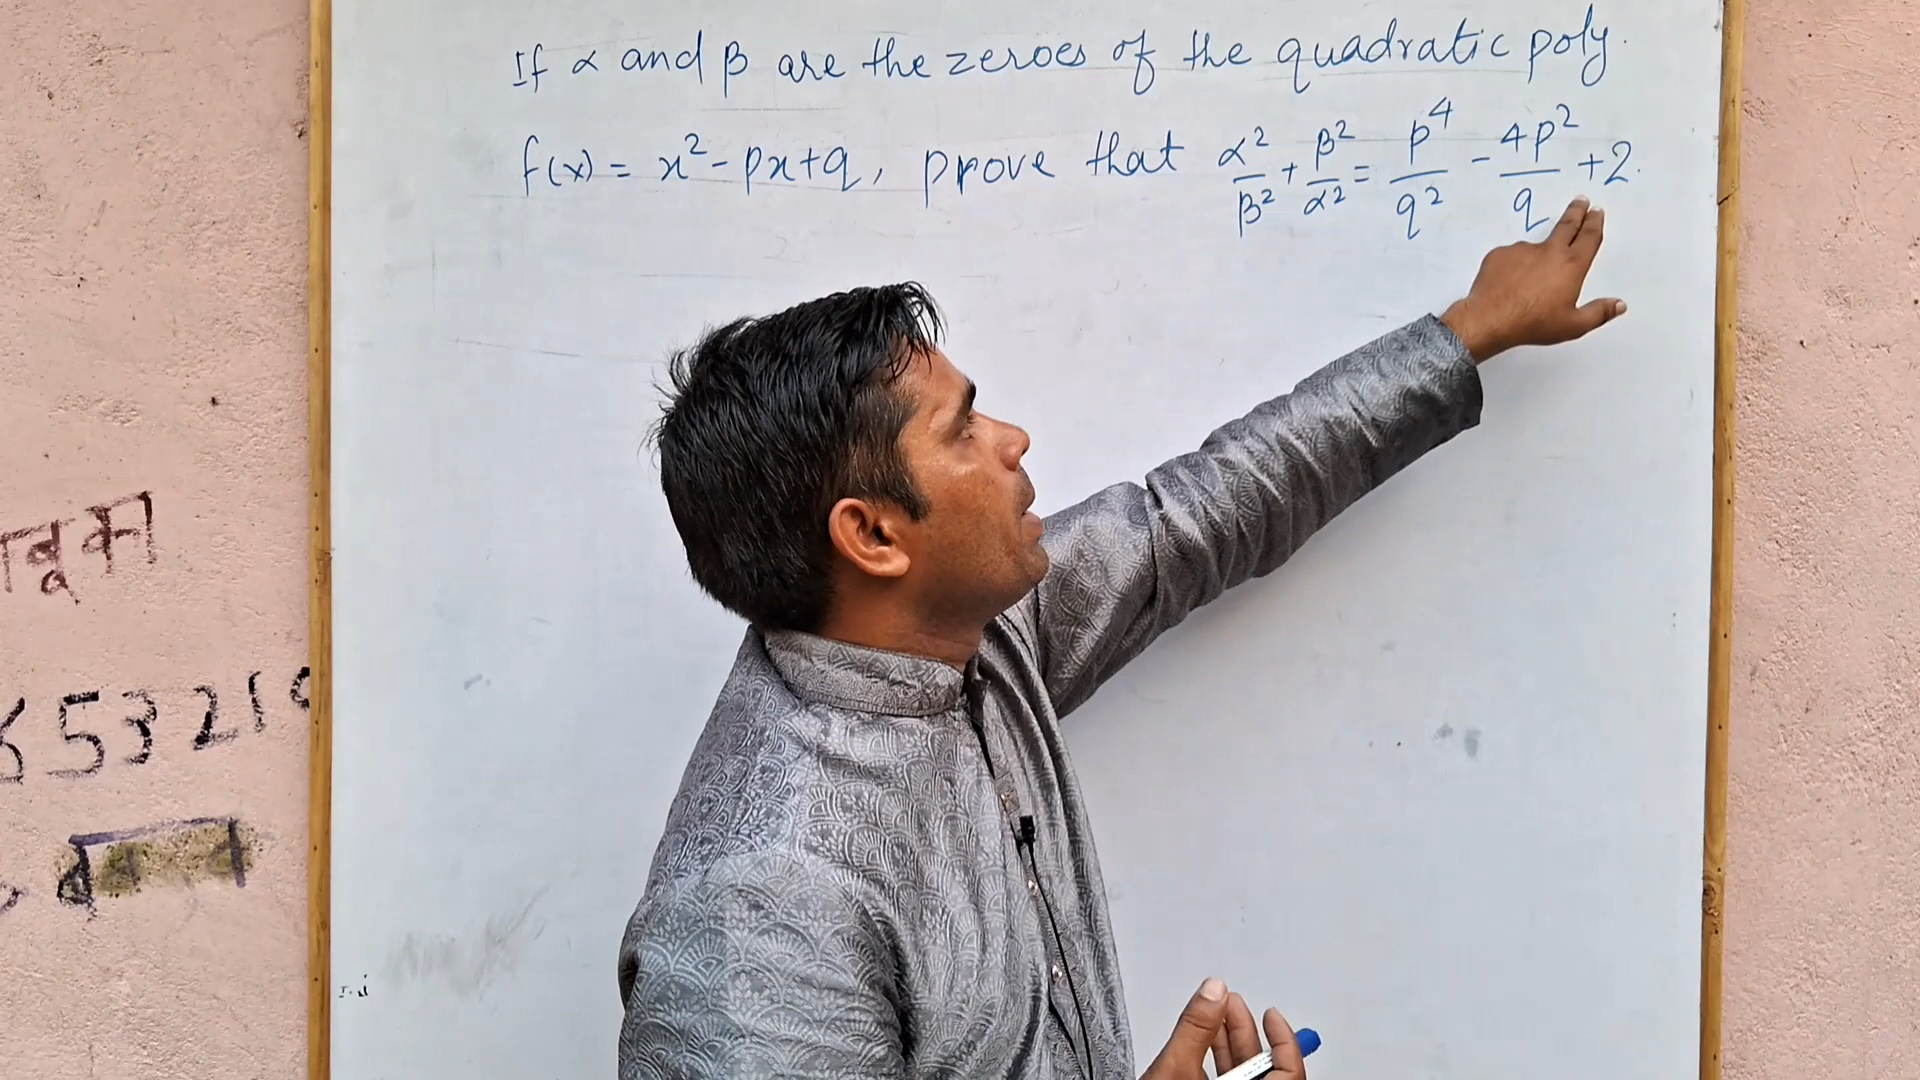 If α and β are the zeroes of the quadratic poly.
f(x) = x² - px + q, prove that α²/β² + β²/α² = p⁴/q² - 4p²/q + 2.
65321